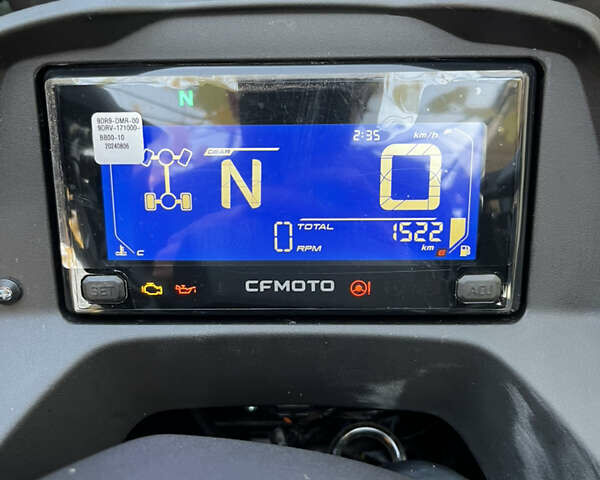 N
9DR9-DMR-00
9DRV-171000-
BB00-10
20240806
GEAR
2:35
km/h
N
0
TOTAL
1522
0
RPM
km
C
E
SET
CFMOTO
ADJ